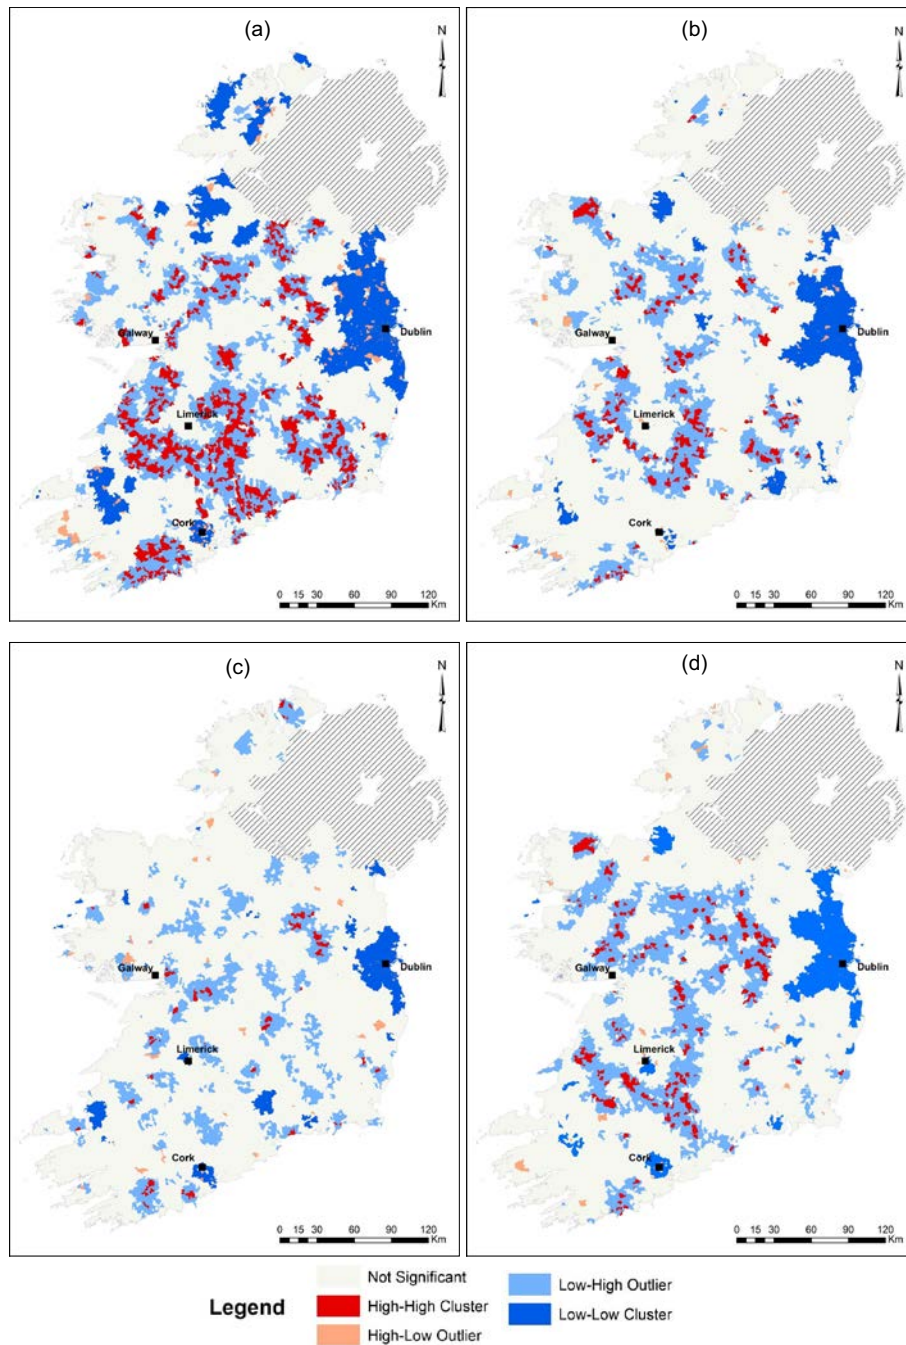 (a)
N
Galway
Dublin
Limerick
Cork
0 15 30 60 90 120
Km
(b)
N
Galway
Dublin
Limerick
Cork
0 15 30 60 90 120
Km
(c)
N
Galway
Dublin
Limerick
Cork
0 15 30 60 90 120
Km
(d)
N
Galway
Dublin
Limerick
Cork
0 15 30 60 90 120
Km
Legend
Not Significant
High-High Cluster
High-Low Outlier
Low-High Outlier
Low-Low Cluster